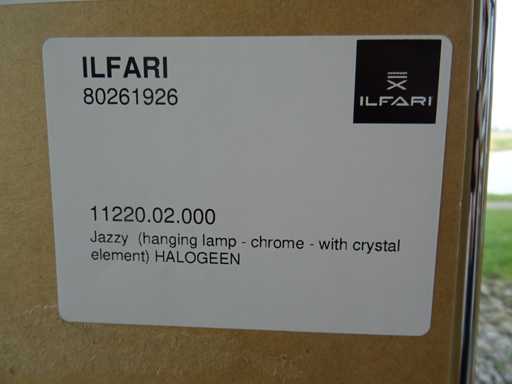 ILFARI
80261926
ILFARI
11220.02.000
Jazzy (hanging lamp - chrome - with crystal
element) HALOGEEN